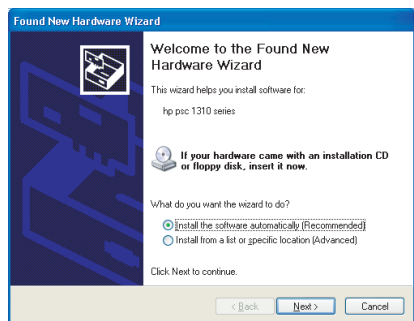 Found New Hardware Wizard
Welcome to the Found New
Hardware Wizard
This wizard helps you install software for:
hp psc 1310 series
If your hardware came with an installation CD
or floppy disk, insert it now.
What do you want the wizard to do?
Install the software automatically (Recommended)
Install from a list or specific location (Advanced)
Click Next to continue.
< Back
Next >
Cancel